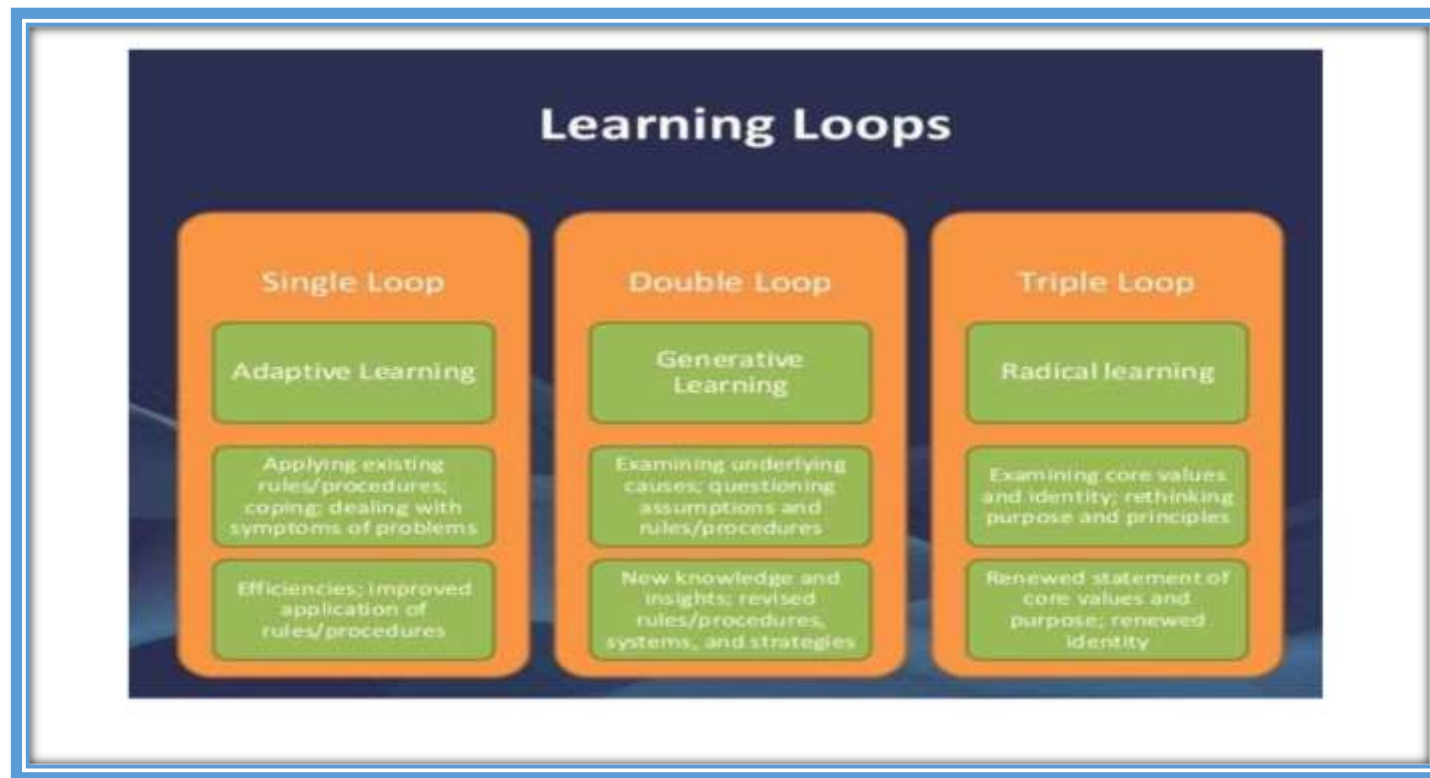 Learning Loops
Single Loop
Adaptive Learning
Applying existing
rules/procedures;
coping; dealing with
symptoms of problems
Efficiencies; improved
application of
rules/procedures
Double Loop
Generative
Learning
Examining underlying
causes; questioning
assumptions and
rules/procedures
New knowledge and
insights; revised
rules/procedures,
systems, and strategies
Triple Loop
Radical learning
Examining core values
and identity; rethinking
purpose and principles
Renewed statement of
core values and
purpose; renewed
identity